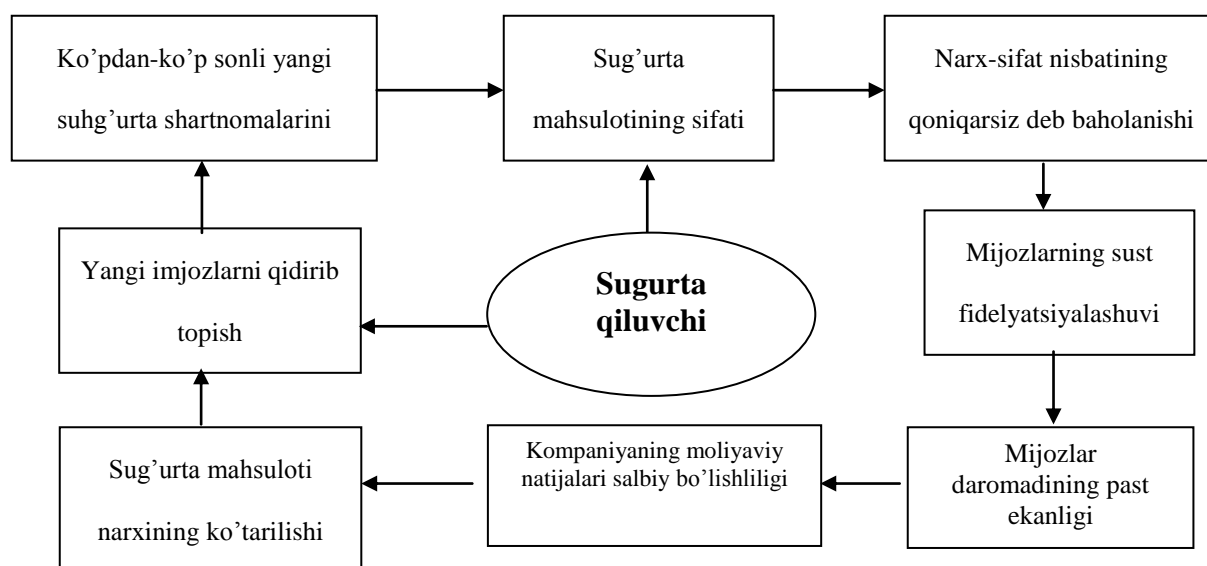 Ko’pdan-ko’p sonli yangi
suhg’urta shartnomalarini
Sug’urta
mahsulotining sifati
Narx-sifat nisbatining
qoniqarsiz deb baholanishi
Yangi imjozlarni qidirib
topish
Sugurta
qiluvchi
Mijozlarning sust
fidelyatsiyalashuvi
Sug’urta mahsuloti
narxining ko’tarilishi
Kompaniyaning moliyaviy
natijalari salbiy bo’lishliligi
Mijozlar
daromadining past
ekanligi